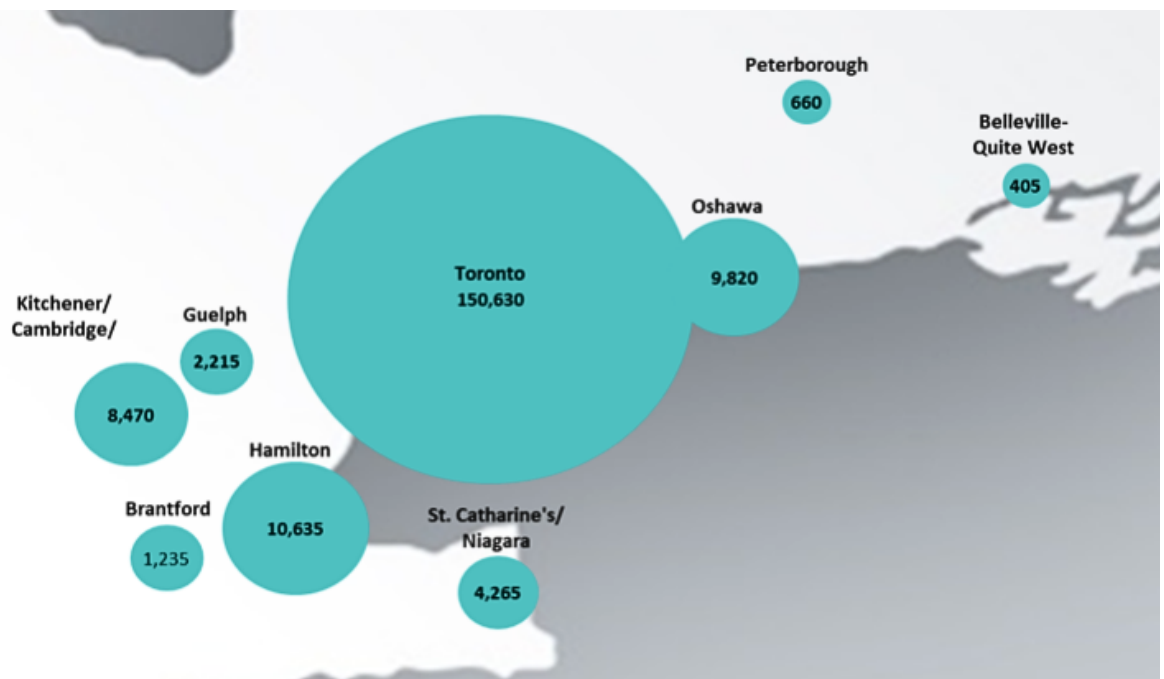 Peterborough
660
Belleville-
Quite West
405
Oshawa
9,820
Toronto
150,630
Kitchener/
Cambridge/
8,470
Guelph
2,215
Hamilton
10,635
Brantford
1,235
St. Catharine's/
Niagara
4,265